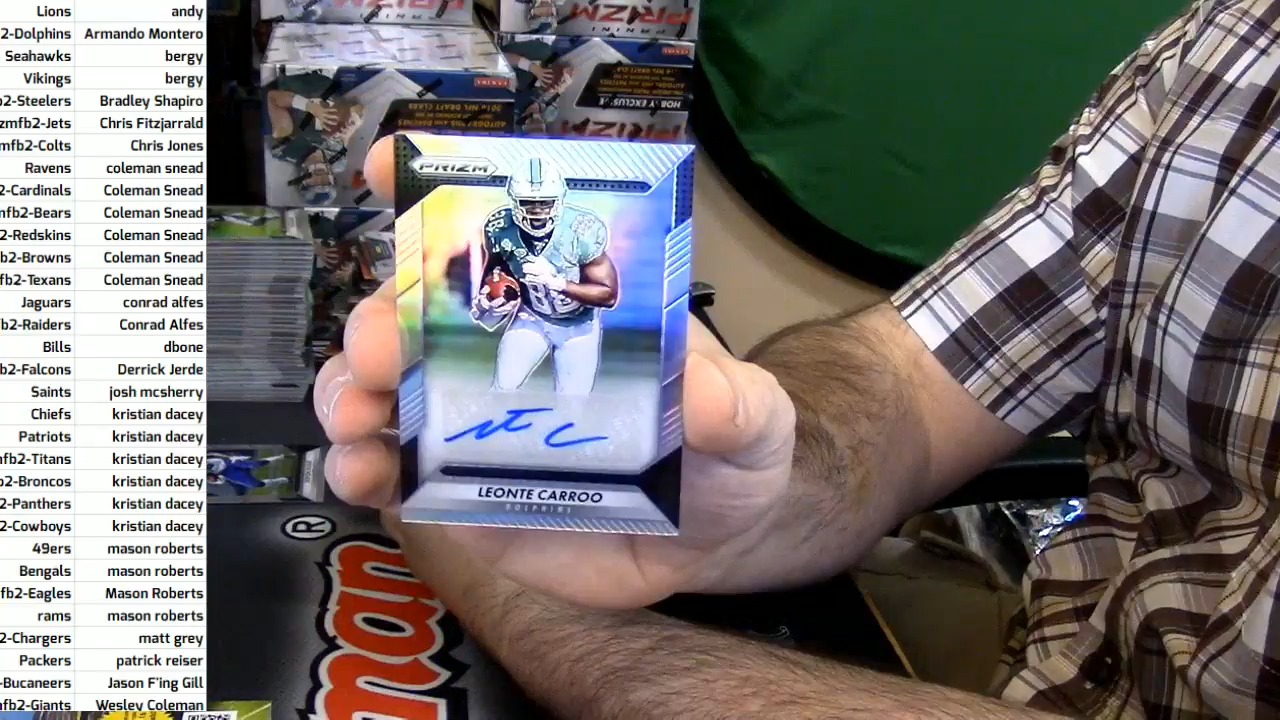 Lions andy
2-Dolphins Armando Montero
Seahawks bergy
Vikings bergy
b2-Steelers Bradley Shapiro
zmfb2-Jets Chris Fitzjarrald
mfb2-Colts Chris Jones
Ravens coleman snead
2-Cardinals Coleman Snead
nfb2-Bears Coleman Snead
2-Redskins Coleman Snead
b2-Browns Coleman Snead
fb2-Texans Coleman Snead
Jaguars conrad alfes
fb2-Raiders Conrad Alfes
Bills dbone
b2-Falcons Derrick Jerde
Saints josh mcsherry
Chiefs kristian dacey
Patriots kristian dacey
mfb2-Titans kristian dacey
b2-Broncos kristian dacey
2-Panthers kristian dacey
2-Cowboys kristian dacey
49ers mason roberts
Bengals mason roberts
fb2-Eagles Mason Roberts
rams mason roberts
2-Chargers matt grey
Packers patrick reiser
-Bucaneers Jason F'ing Gill
nfb2-Giants Wesley Coleman
PANINI
PRIZM
PRIZM
PRIZM
PRIZM
88
LEONTE CARROO
DOLPHINS
man
®